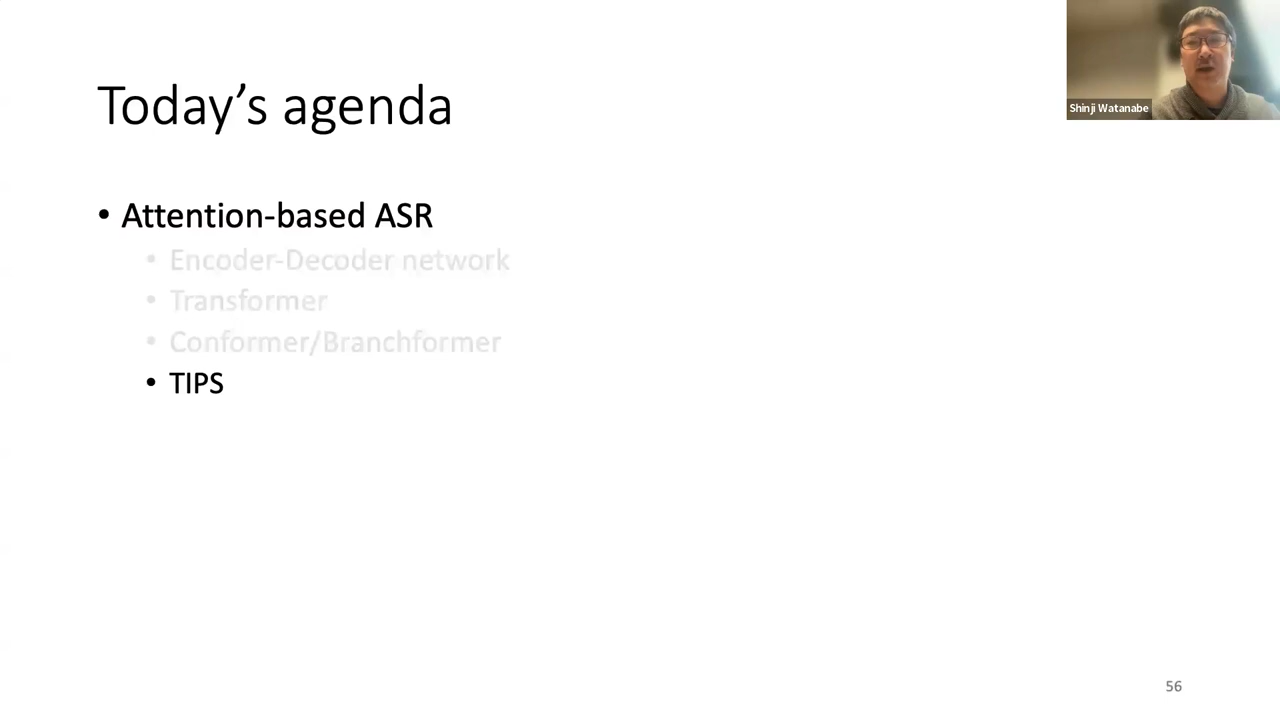 Today's agenda
Shinji Watanabe
• Attention-based ASR
• Encoder-Decoder network
• Transformer
• Conformer/Branchformer
• TIPS
56